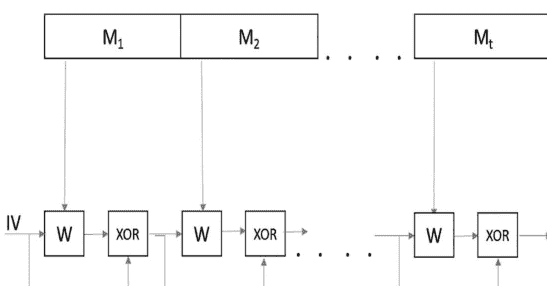 M1 M2 . . . . Mt
IV W XOR W XOR . . . . W XOR